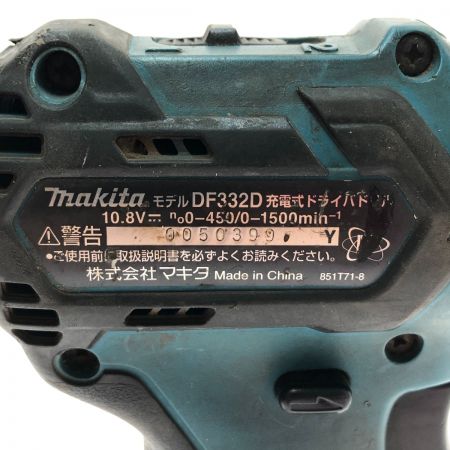 1 2
makita モデル DF332D 充電式ドライバドリル
10.8V⎓ n₀0-450/0-1500min⁻¹
⚠警告 0050399 Y
●ご使用前に取扱説明書を必ずよくお読みください。
株式会社マキタ Made in China 851T71-8